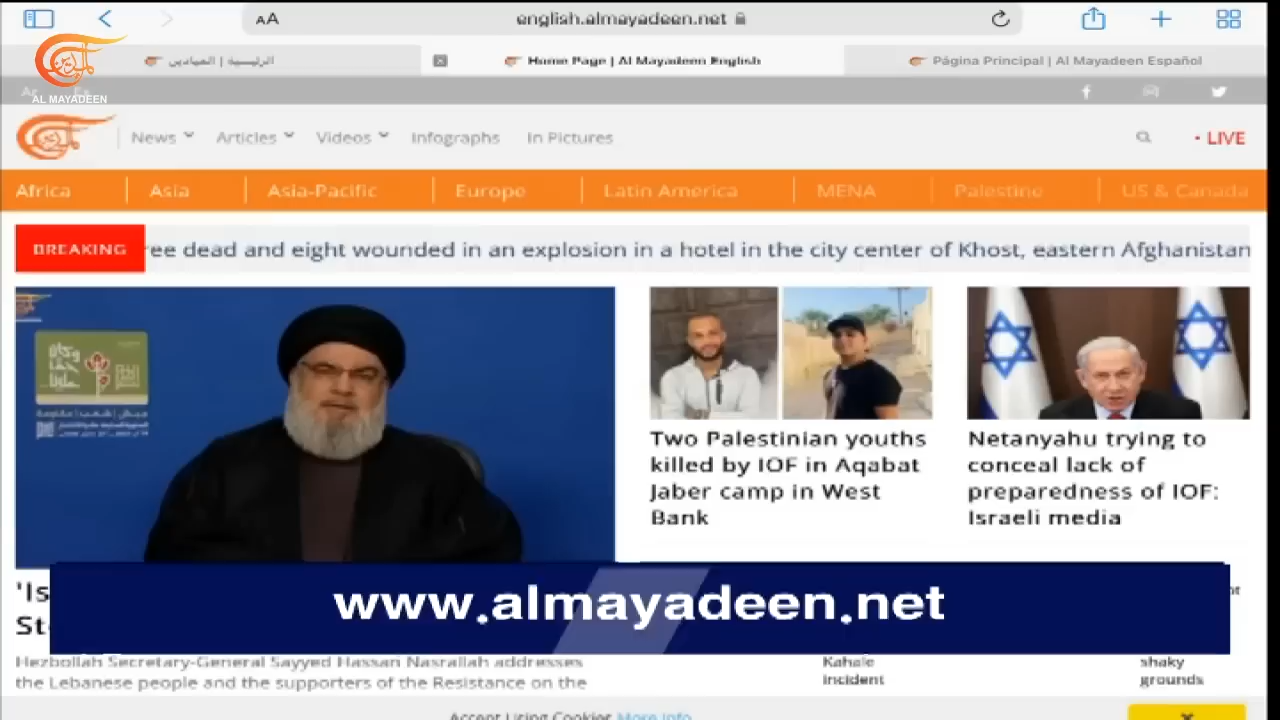 english.almayadeen.net
الرئيسية | الميادين
Home Page | Al Mayadeen English
Página Principal | Al Mayadeen Español
AL MAYADEEN
News
Articles
Videos
Infographs
In Pictures
• LIVE
Africa
Asia
Asia-Pacific
Europe
Latin America
MENA
Palestine
US & Canada
BREAKING
ree dead and eight wounded in an explosion in a hotel in the city center of Khost, eastern Afghanistan
Two Palestinian youths
killed by IOF in Aqabat
Jaber camp in West
Bank
Netanyahu trying to
conceal lack of
preparedness of IOF:
Israeli media
www.almayadeen.net
Hezbollah Secretary-General Sayyed Hassan Nasrallah addresses
the Lebanese people and the supporters of the Resistance on the
Kahale
incident
shaky
grounds
Accept Using Cookies More Info